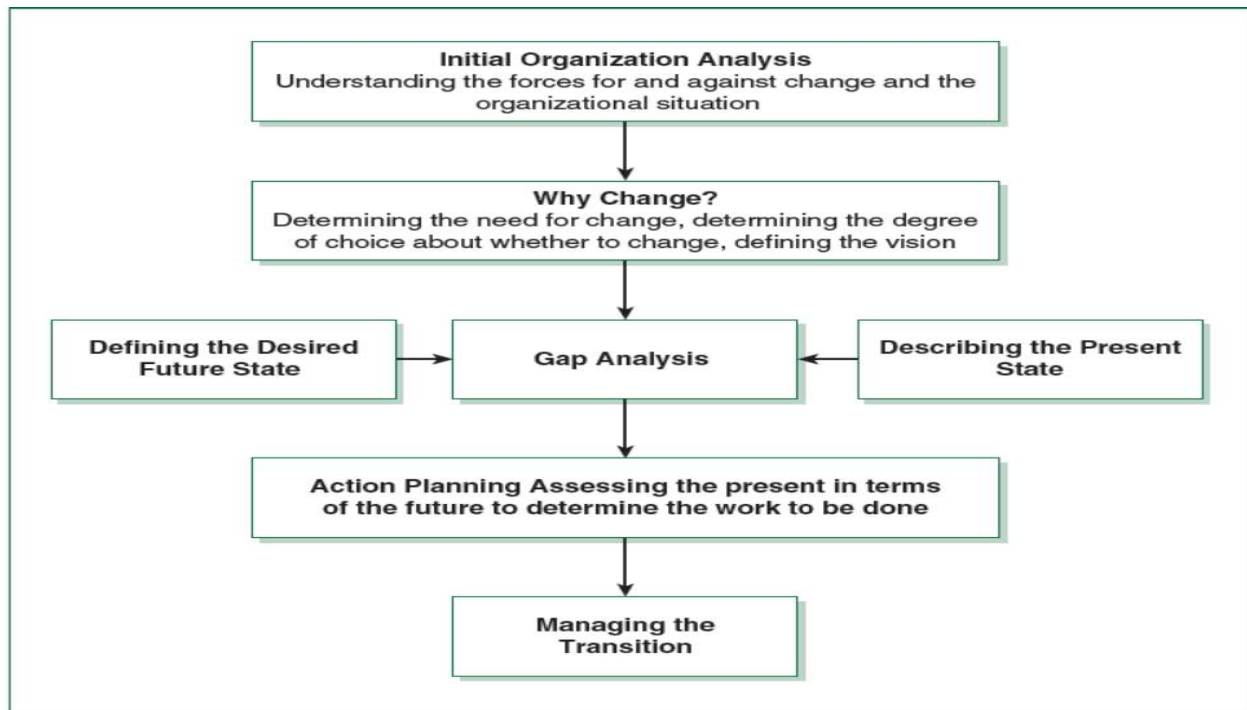 Initial Organization Analysis
Understanding the forces for and against change and the
organizational situation
Why Change?
Determining the need for change, determining the degree
of choice about whether to change, defining the vision
Defining the Desired
Future State
Gap Analysis
Describing the Present
State
Action Planning Assessing the present in terms
of the future to determine the work to be done
Managing the
Transition